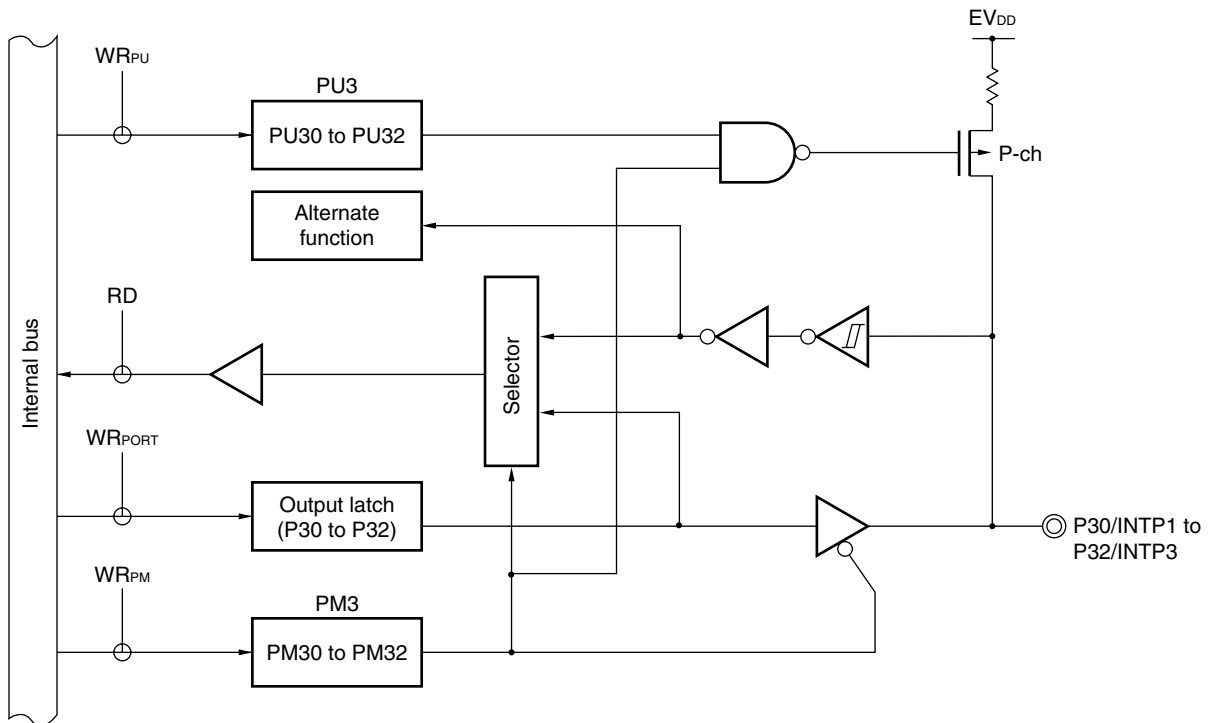 EVDD
WRPU
PU3
PU30 to PU32
P-ch
Alternate
function
RD
Internal bus
Selector
WRPORT
Output latch
(P30 to P32)
P30/INTP1 to
P32/INTP3
WRPM
PM3
PM30 to PM32